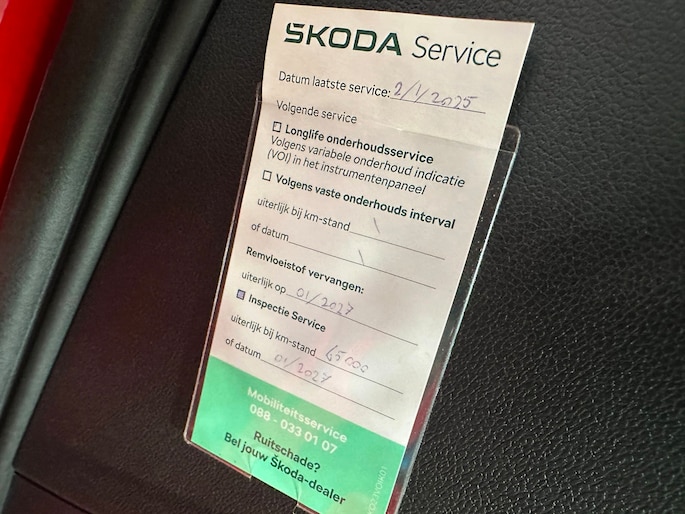 ŠKODA Service
Datum laatste service: 2/1/2025
Volgende service
Longlife onderhoudsservice
Volgens variabele onderhoud indicatie
(VOI) in het instrumentenpaneel
Volgens vaste onderhouds interval
uiterlijk bij km-stand \
of datum \
Remvloeistof vervangen:
uiterlijk op 01/2027
Inspectie Service
uiterlijk bij km-stand 65000
of datum 01/2027
Mobiliteitsservice
088 - 033 01 07
Ruitschade?
Bel jouw Škoda-dealer